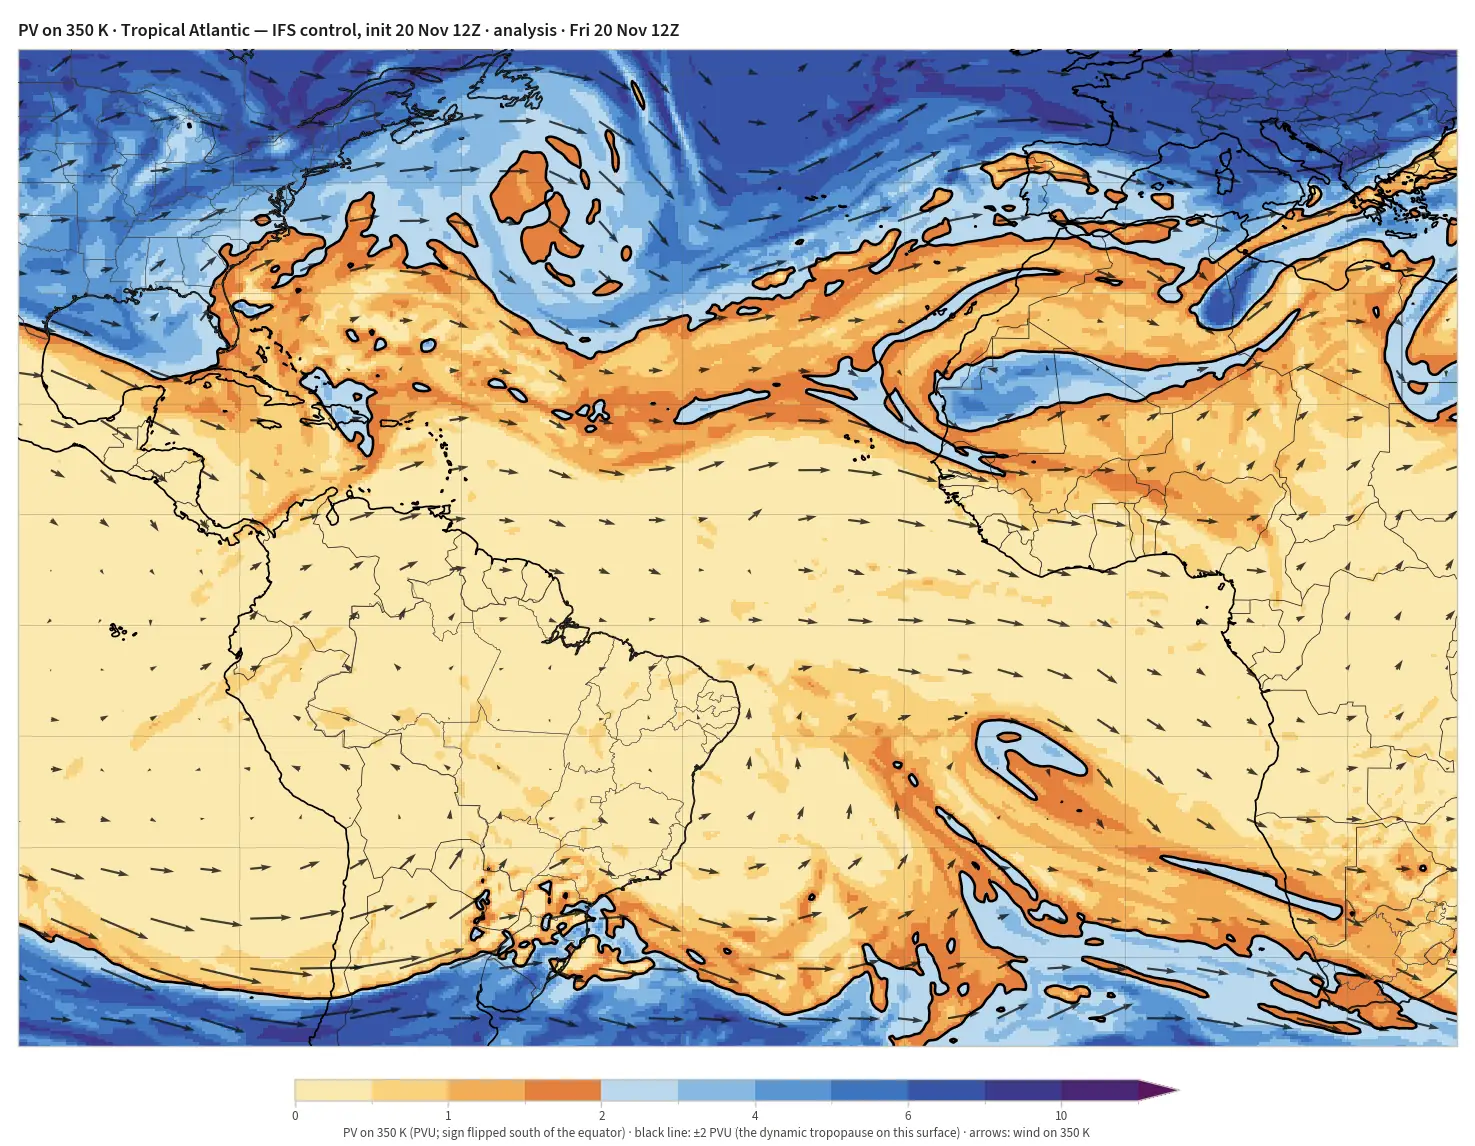 PV on 350 K · Tropical Atlantic — IFS control, init 20 Nov 12Z · analysis · Fri 20 Nov 12Z
0 1 2 4 6 10
PV on 350 K (PVU; sign flipped south of the equator) · black line: ±2 PVU (the dynamic tropopause on this surface) · arrows: wind on 350 K